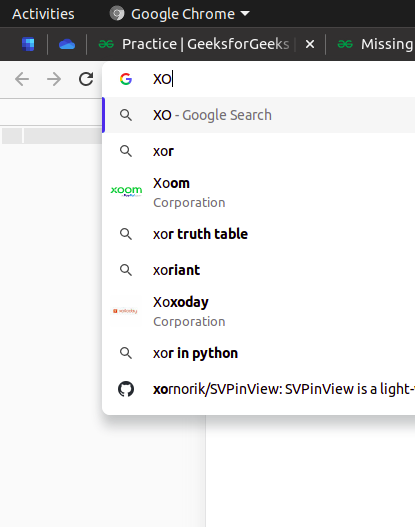 Activities Google Chrome
Practice | GeeksforGeeks Missing
XO
XO - Google Search
xor
xoom
Xoom
Corporation
xor truth table
xoriant
xoxoday
Xoxoday
Corporation
xor in python
xornorik/SVPinView: SVPinView is a light-